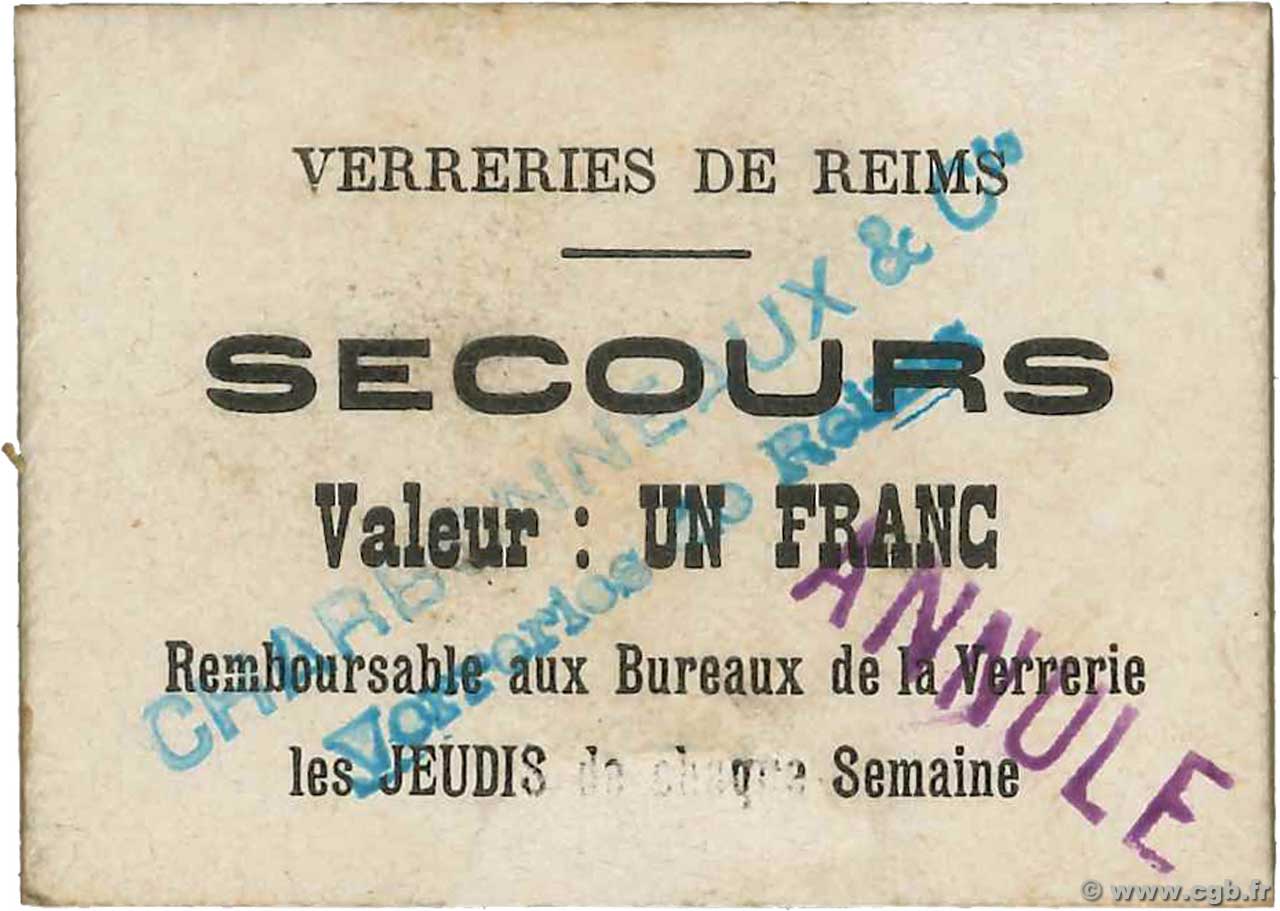 VERRERIES DE REIMS
SECOURS
Valeur : UN FRANC
Remboursable aux Bureaux de la Verrerie
les JEUDIS de chaque Semaine
CHARBONNEAUX & Cie
Verreries de Reims
ANNULE
© www.cgb.fr